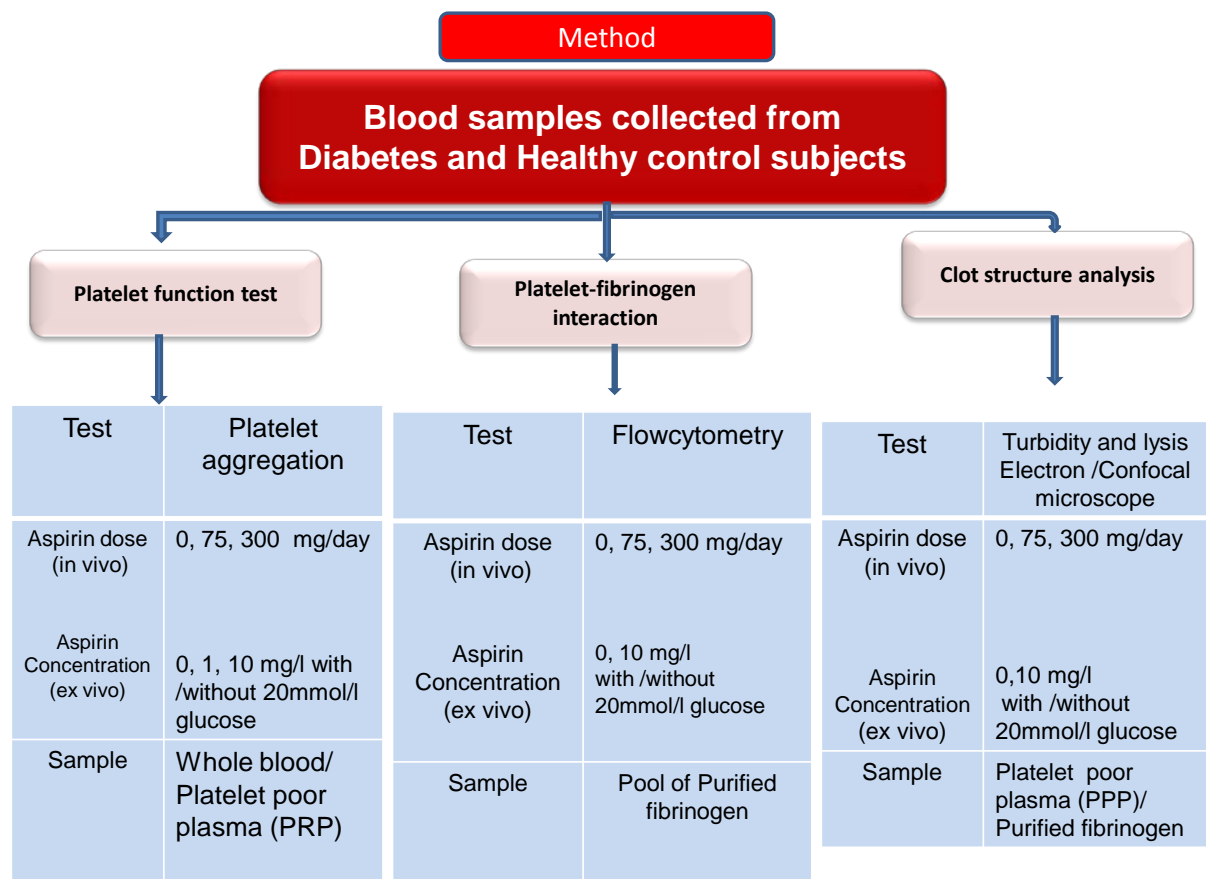 Method
Blood samples collected from
Diabetes and Healthy control subjects
Platelet function test
Platelet-fibrinogen
interaction
Clot structure analysis
Test
Platelet
aggregation
Aspirin dose
(in vivo)
0, 75, 300 mg/day
Aspirin
Concentration
(ex vivo)
0, 1, 10 mg/l with
/without 20mmol/l
glucose
Sample
Whole blood/
Platelet poor
plasma (PRP)
Test
Flowcytometry
Aspirin dose
(in vivo)
0, 75, 300 mg/day
Aspirin
Concentration
(ex vivo)
0, 10 mg/l
with /without
20mmol/l glucose
Sample
Pool of Purified
fibrinogen
Test
Turbidity and lysis
Electron /Confocal
microscope
Aspirin dose
(in vivo)
0, 75, 300 mg/day
Aspirin
Concentration
(ex vivo)
0,10 mg/l
with /without
20mmol/l glucose
Sample
Platelet poor
plasma (PPP)/
Purified fibrinogen